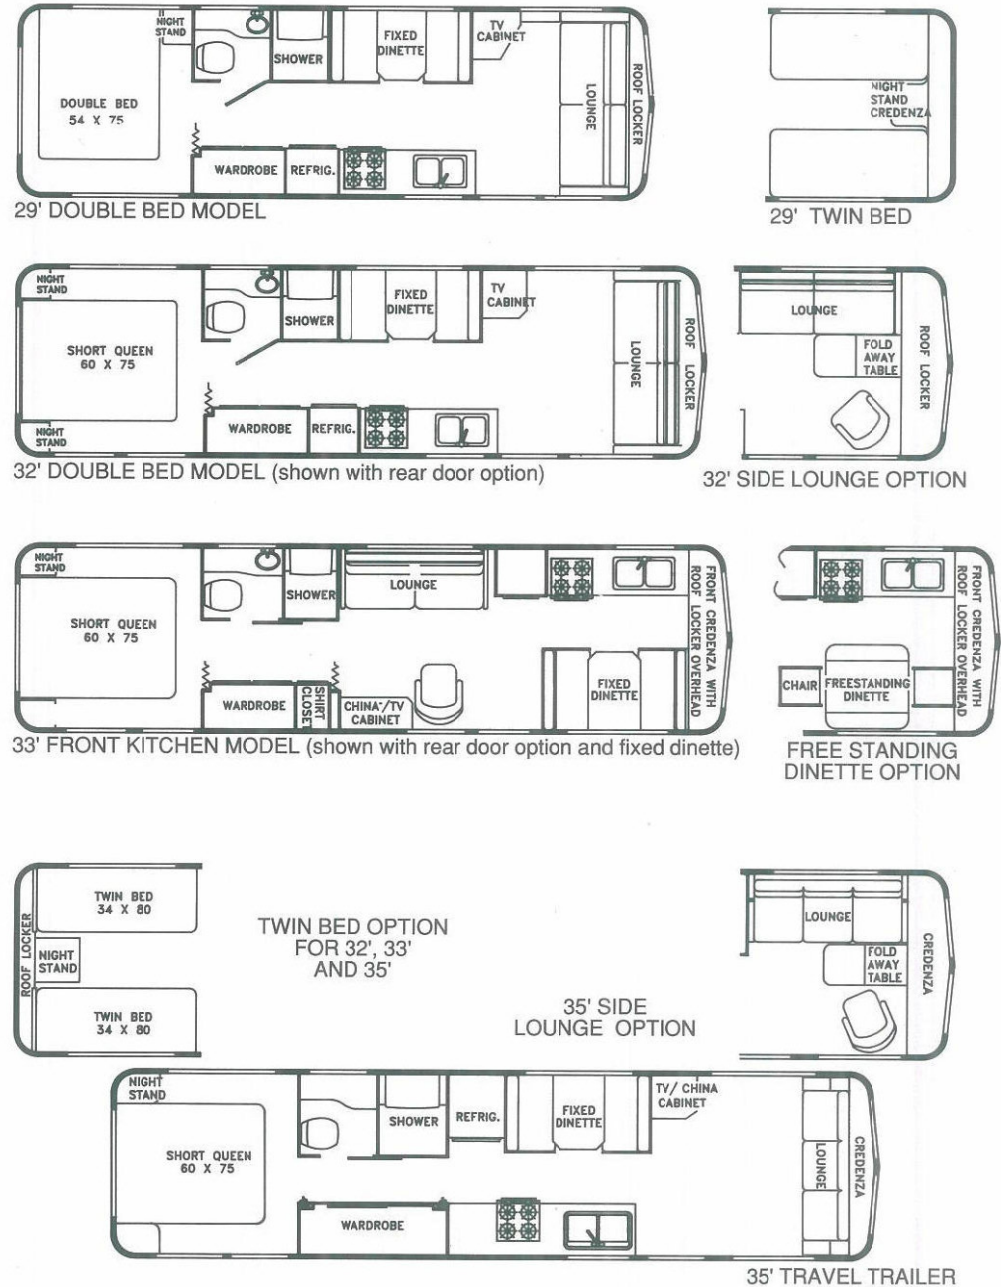 NIGHT
STAND
DOUBLE BED
54 X 75
SHOWER
FIXED
DINETTE
TV
CABINET
LOUNGE
ROOF LOCKER
WARDROBE
REFRIG.
29' DOUBLE BED MODEL
NIGHT
STAND
CREDENZA
29' TWIN BED
NIGHT
STAND
SHORT QUEEN
60 X 75
NIGHT
STAND
SHOWER
FIXED
DINETTE
TV
CABINET
LOUNGE
ROOF LOCKER
WARDROBE
REFRIG.
32' DOUBLE BED MODEL (shown with rear door option)
LOUNGE
FOLD
AWAY
TABLE
ROOF LOCKER
32' SIDE LOUNGE OPTION
NIGHT
STAND
SHORT QUEEN
60 X 75
SHOWER
LOUNGE
WARDROBE
SHIRT
CLOSET
CHINA/TV
CABINET
FIXED
DINETTE
FRONT CREDENZA WITH
ROOF LOCKER OVERHEAD
33' FRONT KITCHEN MODEL (shown with rear door option and fixed dinette)
CHAIR
FREESTANDING
DINETTE
FRONT CREDENZA WITH
ROOF LOCKER OVERHEAD
FREE STANDING
DINETTE OPTION
TWIN BED
34 X 80
ROOF LOCKER
NIGHT
STAND
TWIN BED
34 X 80
TWIN BED OPTION
FOR 32', 33'
AND 35'
35' SIDE
LOUNGE OPTION
LOUNGE
FOLD
AWAY
TABLE
CREDENZA
NIGHT
STAND
SHORT QUEEN
60 X 75
SHOWER
REFRIG.
FIXED
DINETTE
TV/ CHINA
CABINET
LOUNGE
CREDENZA
WARDROBE
35' TRAVEL TRAILER